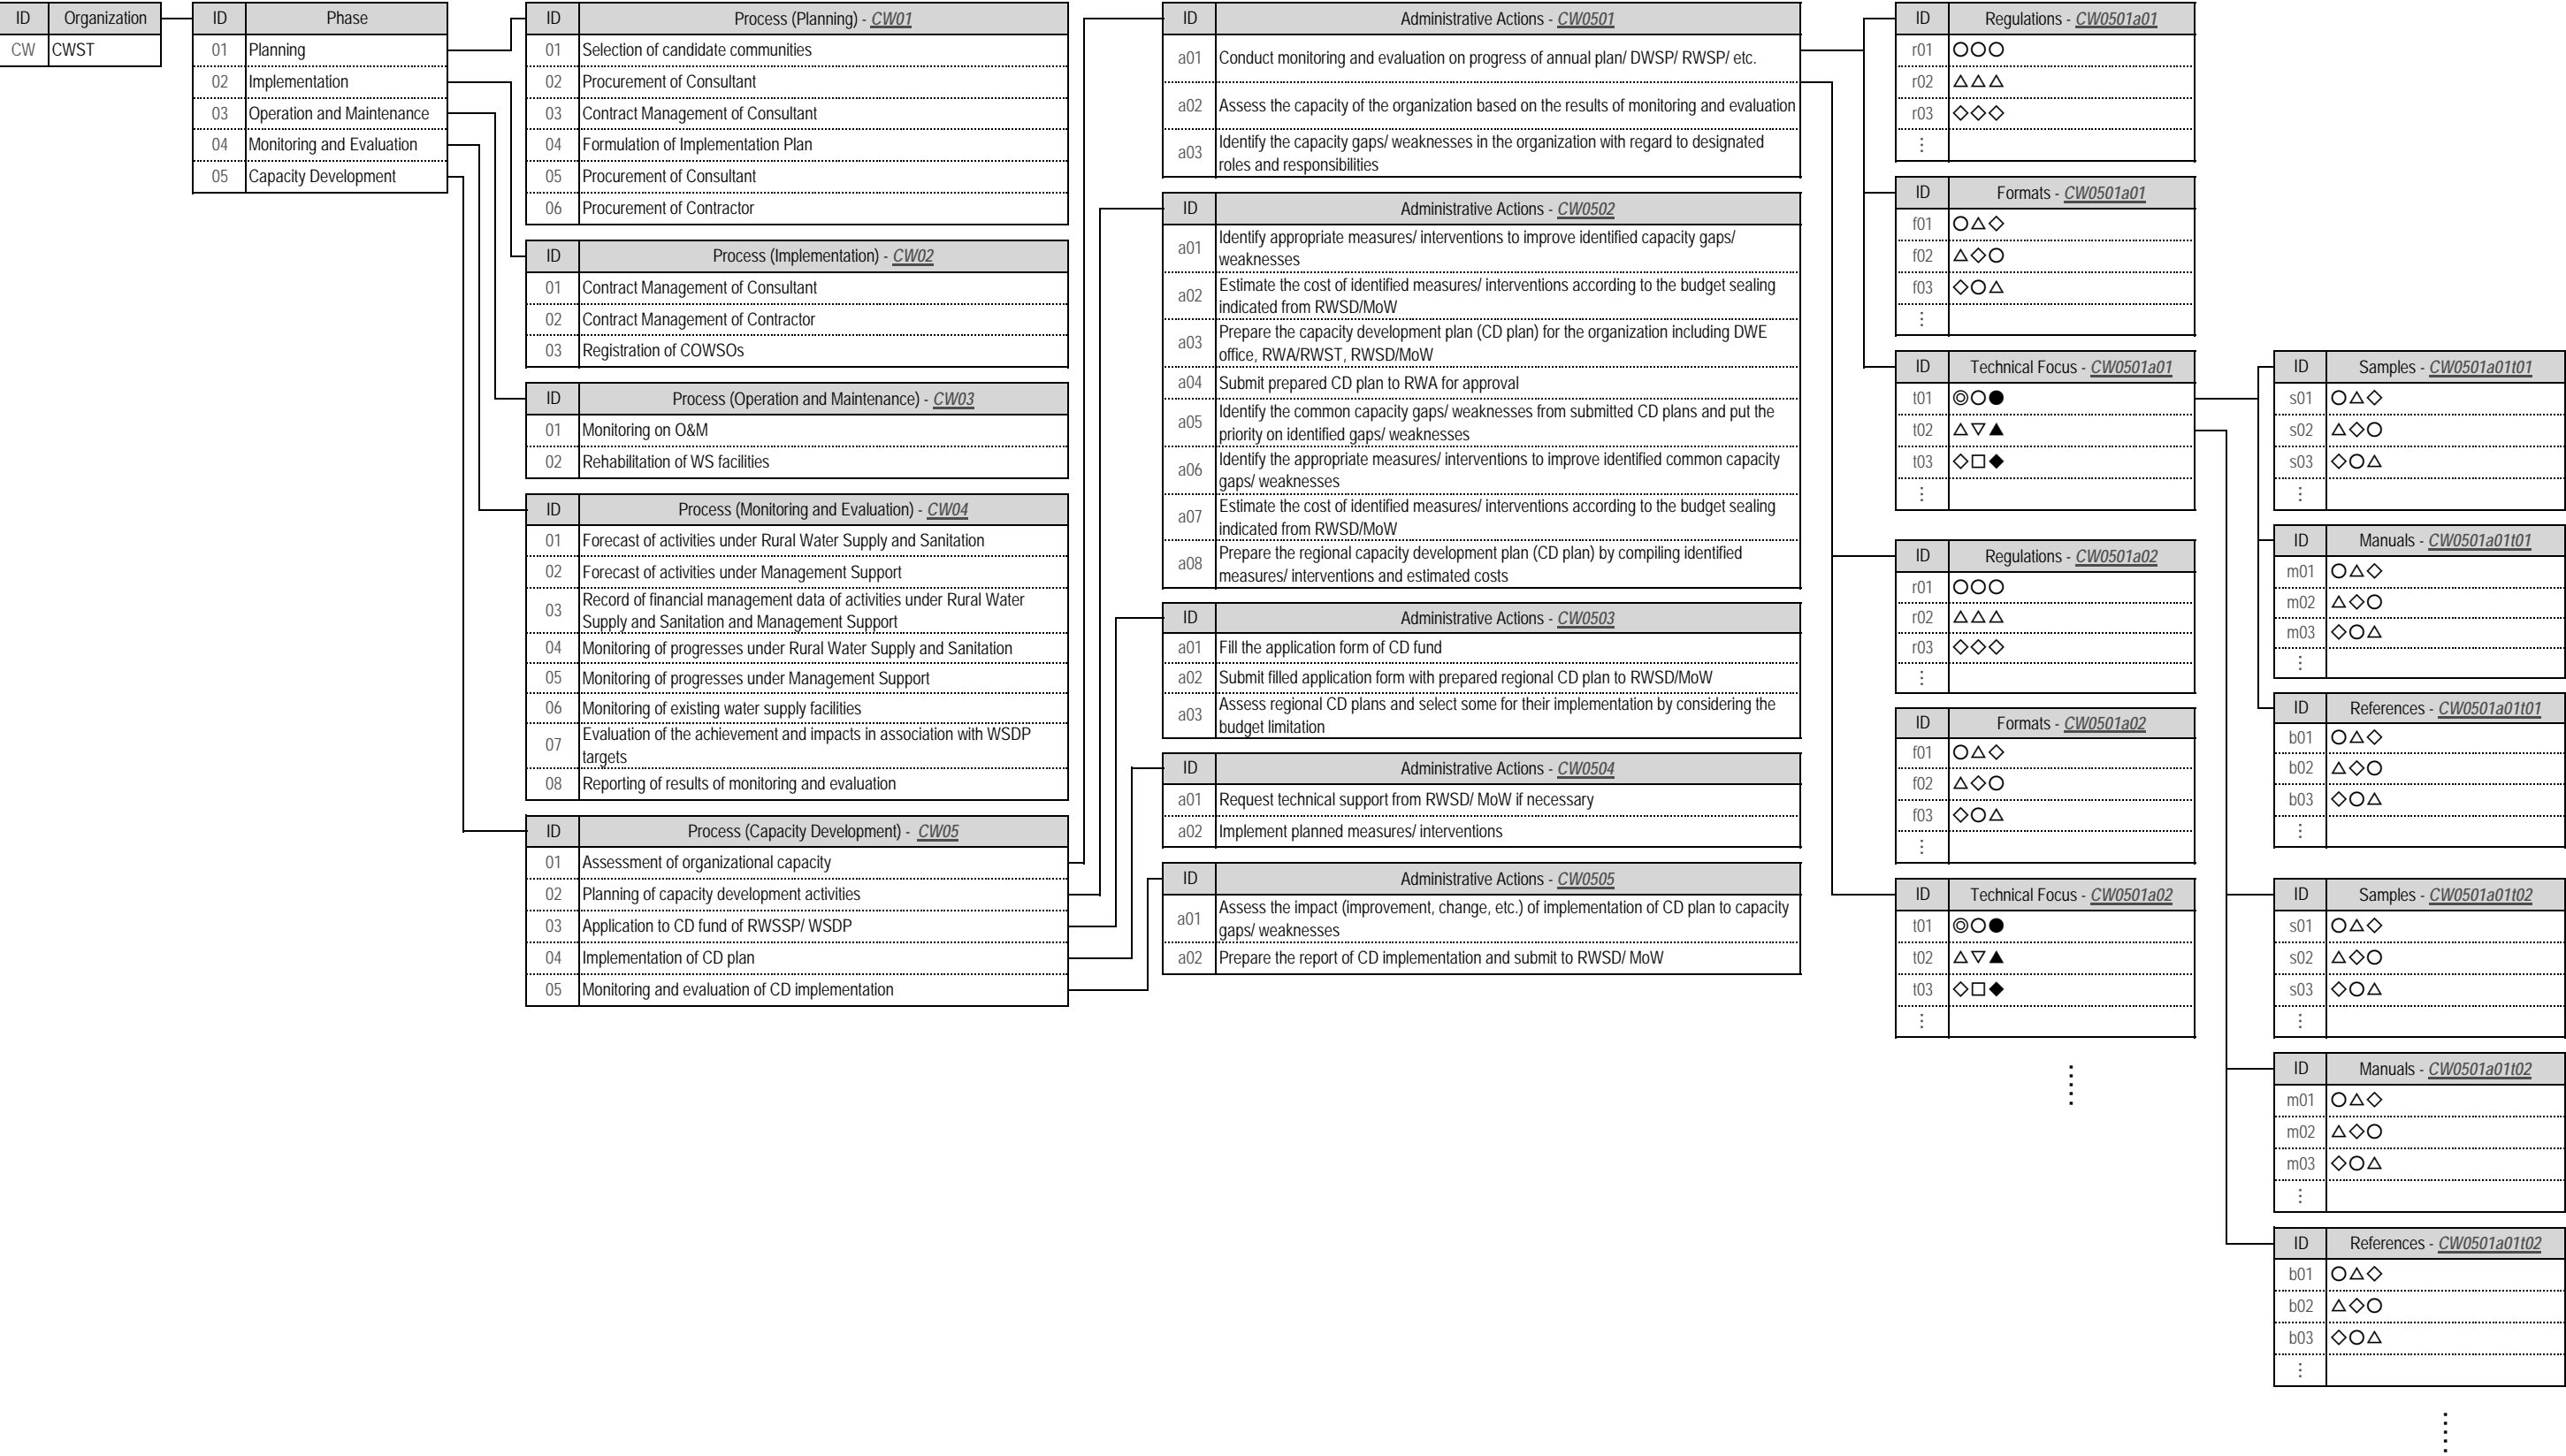 ID Organization
CW CWST
ID Phase
01 Planning
02 Implementation
03 Operation and Maintenance
04 Monitoring and Evaluation
05 Capacity Development
ID Process (Planning) - CW01
01 Selection of candidate communities
02 Procurement of Consultant
03 Contract Management of Consultant
04 Formulation of Implementation Plan
05 Procurement of Consultant
06 Procurement of Contractor
ID Process (Implementation) - CW02
01 Contract Management of Consultant
02 Contract Management of Contractor
03 Registration of COWSOs
ID Process (Operation and Maintenance) - CW03
01 Monitoring on O&M
02 Rehabilitation of WS facilities
ID Process (Monitoring and Evaluation) - CW04
01 Forecast of activities under Rural Water Supply and Sanitation
02 Forecast of activities under Management Support
03 Record of financial management data of activities under Rural Water
Supply and Sanitation and Management Support
04 Monitoring of progresses under Rural Water Supply and Sanitation
05 Monitoring of progresses under Management Support
06 Monitoring of existing water supply facilities
07 Evaluation of the achievement and impacts in association with WSDP
targets
08 Reporting of results of monitoring and evaluation
ID Process (Capacity Development) - CW05
01 Assessment of organizational capacity
02 Planning of capacity development activities
03 Application to CD fund of RWSSP/ WSDP
04 Implementation of CD plan
05 Monitoring and evaluation of CD implementation
ID Administrative Actions - CW0501
a01 Conduct monitoring and evaluation on progress of annual plan/ DWSP/ RWSP/ etc.
a02 Assess the capacity of the organization based on the results of monitoring and evaluation
a03 Identify the capacity gaps/ weaknesses in the organization with regard to designated
roles and responsibilities
ID Administrative Actions - CW0502
a01 Identify appropriate measures/ interventions to improve identified capacity gaps/
weaknesses
a02 Estimate the cost of identified measures/ interventions according to the budget sealing
indicated from RWSD/MoW
a03 Prepare the capacity development plan (CD plan) for the organization including DWE
office, RWA/RWST, RWSD/MoW
a04 Submit prepared CD plan to RWA for approval
a05 Identify the common capacity gaps/ weaknesses from submitted CD plans and put the
priority on identified gaps/ weaknesses
a06 Identify the appropriate measures/ interventions to improve identified common capacity
gaps/ weaknesses
a07 Estimate the cost of identified measures/ interventions according to the budget sealing
indicated from RWSD/MoW
a08 Prepare the regional capacity development plan (CD plan) by compiling identified
measures/ interventions and estimated costs
ID Administrative Actions - CW0503
a01 Fill the application form of CD fund
a02 Submit filled application form with prepared regional CD plan to RWSD/MoW
a03 Assess regional CD plans and select some for their implementation by considering the
budget limitation
ID Administrative Actions - CW0504
a01 Request technical support from RWSD/ MoW if necessary
a02 Implement planned measures/ interventions
ID Administrative Actions - CW0505
a01 Assess the impact (improvement, change, etc.) of implementation of CD plan to capacity
gaps/ weaknesses
a02 Prepare the report of CD implementation and submit to RWSD/ MoW
ID Regulations - CW0501a01
r01 ○○○
r02 △△△
r03 ◇◇◇
⋮
ID Formats - CW0501a01
f01 ○△◇
f02 △◇○
f03 ◇○△
⋮
ID Technical Focus - CW0501a01
t01 ◎○●
t02 △▽▲
t03 ◇□◆
⋮
ID Regulations - CW0501a02
r01 ○○○
r02 △△△
r03 ◇◇◇
⋮
ID Formats - CW0501a02
f01 ○△◇
f02 △◇○
f03 ◇○△
⋮
ID Technical Focus - CW0501a02
t01 ◎○●
t02 △▽▲
t03 ◇□◆
⋮
ID Samples - CW0501a01t01
s01 ○△◇
s02 △◇○
s03 ◇○△
⋮
ID Manuals - CW0501a01t01
m01 ○△◇
m02 △◇○
m03 ◇○△
⋮
ID References - CW0501a01t01
b01 ○△◇
b02 △◇○
b03 ◇○△
⋮
ID Samples - CW0501a01t02
s01 ○△◇
s02 △◇○
s03 ◇○△
⋮
ID Manuals - CW0501a01t02
m01 ○△◇
m02 △◇○
m03 ◇○△
⋮
ID References - CW0501a01t02
b01 ○△◇
b02 △◇○
b03 ◇○△
⋮